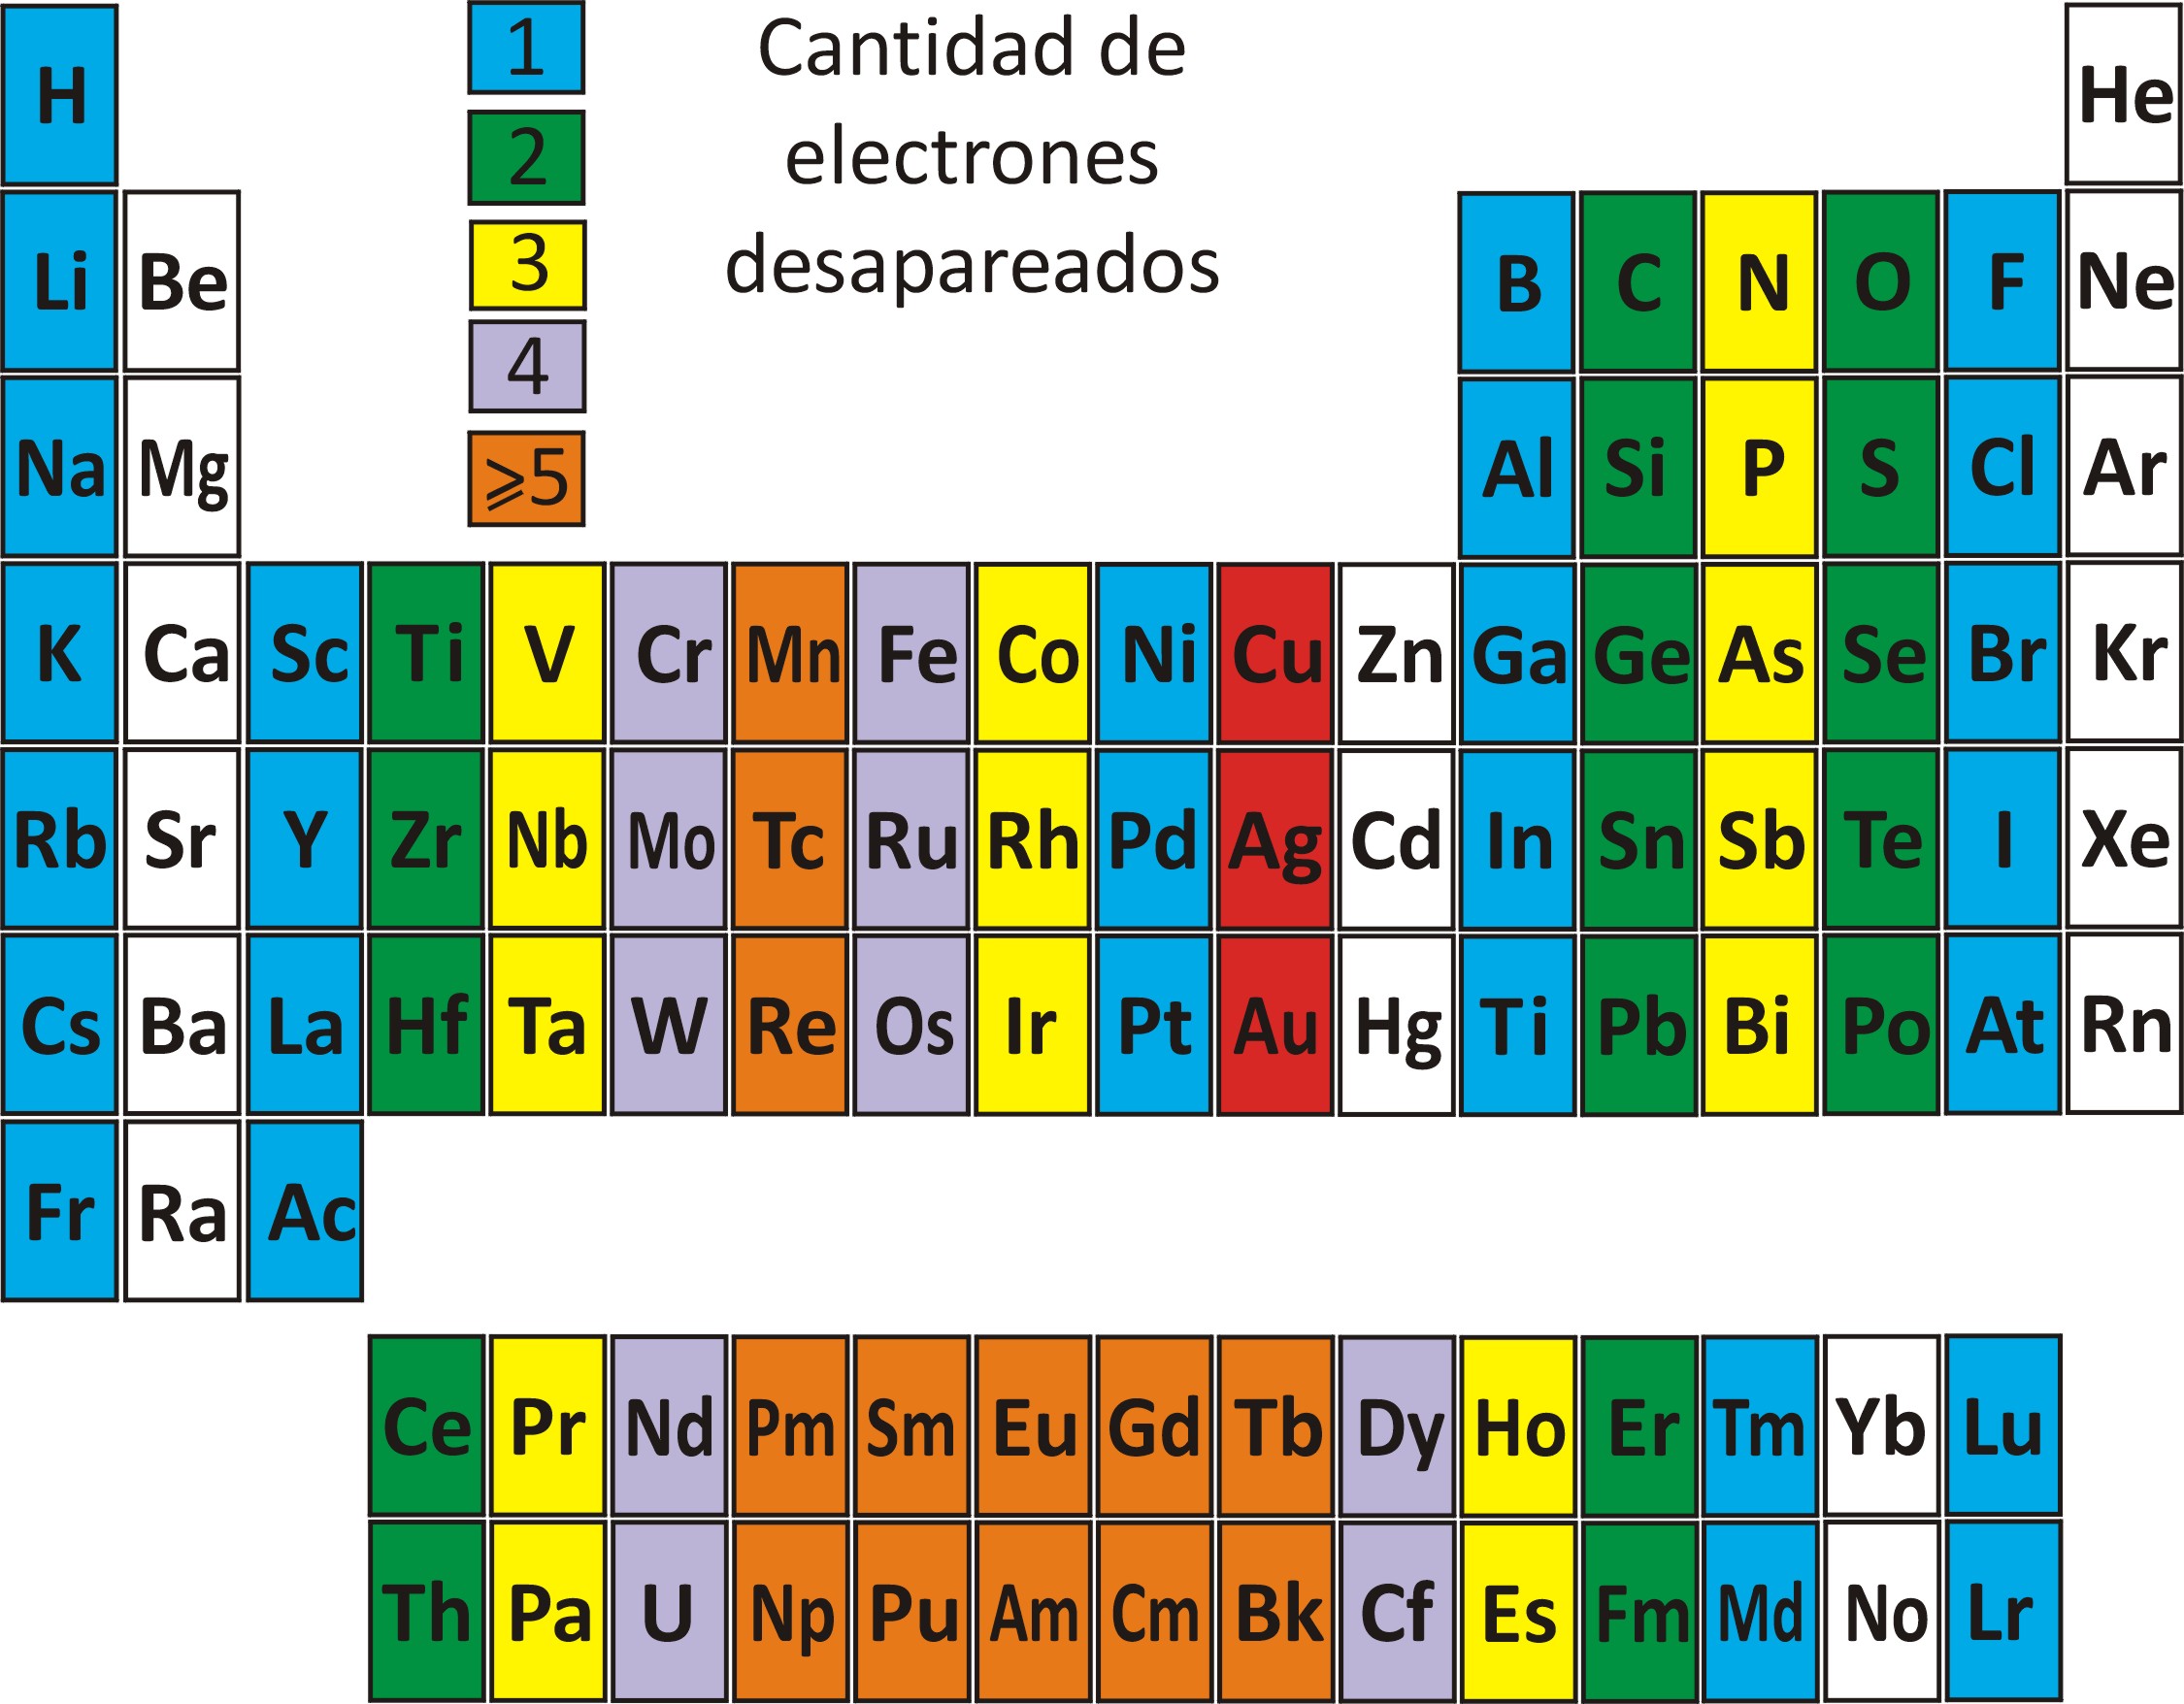 H 1 Cantidad de He
2 electrones
Li Be 3 desapareados B C N O F Ne
4
Na Mg ⩾5 Al Si P S Cl Ar
K Ca Sc Ti V Cr Mn Fe Co Ni Cu Zn Ga Ge As Se Br Kr
Rb Sr Y Zr Nb Mo Tc Ru Rh Pd Ag Cd In Sn Sb Te I Xe
Cs Ba La Hf Ta W Re Os Ir Pt Au Hg Ti Pb Bi Po At Rn
Fr Ra Ac
Ce Pr Nd Pm Sm Eu Gd Tb Dy Ho Er Tm Yb Lu
Th Pa U Np Pu Am Cm Bk Cf Es Fm Md No Lr